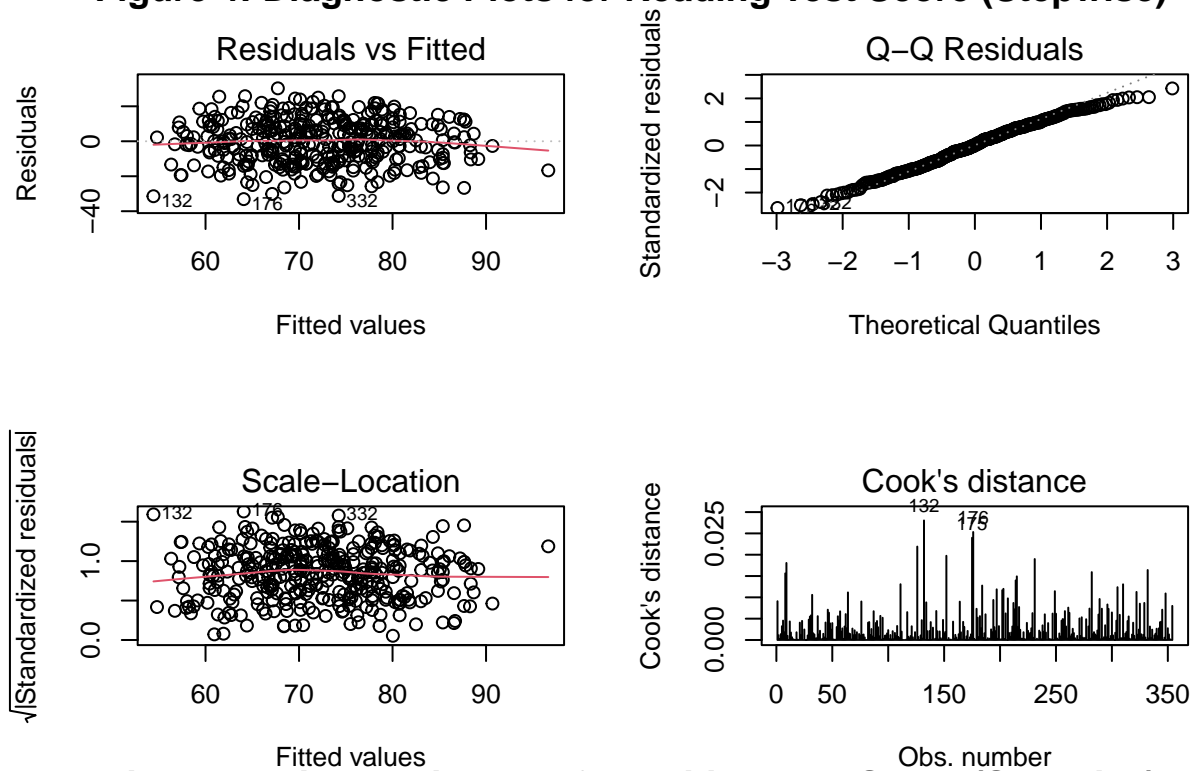 Residuals vs Fitted
Residuals
0
−40
132
176
332
60 70 80 90
Fitted values
Q−Q Residuals
Standardized residuals
2
0
−2
−3 −2 −1 0 1 2 3
Theoretical Quantiles
Scale−Location
√|Standardized residuals|
1.0
0.0
132
176
332
60 70 80 90
Fitted values
Cook's distance
Cook's distance
0.025
0.000
132
176
175
0 50 150 250 350
Obs. number